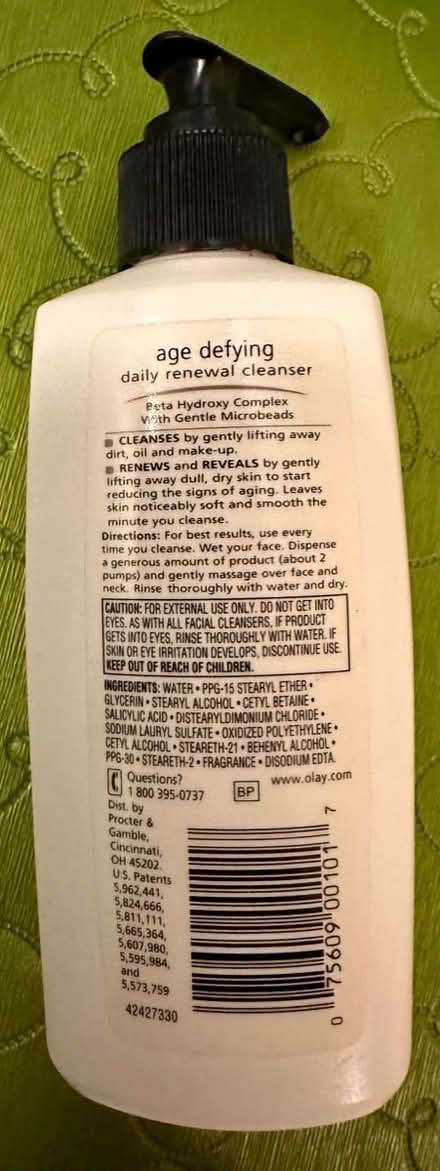 age defying
daily renewal cleanser
Beta Hydroxy Complex
With Gentle Microbeads
CLEANSES by gently lifting away
dirt, oil and make-up.
RENEWS and REVEALS by gently
lifting away dull, dry skin to start
reducing the signs of aging. Leaves
skin noticeably soft and smooth the
minute you cleanse.
Directions: For best results, use every
time you cleanse. Wet your face. Dispense
a generous amount of product (about 2
pumps) and gently massage over face and
neck. Rinse thoroughly with water and dry.
CAUTION: FOR EXTERNAL USE ONLY. DO NOT GET INTO
EYES. AS WITH ALL FACIAL CLEANSERS, IF PRODUCT
GETS INTO EYES, RINSE THOROUGHLY WITH WATER. IF
SKIN OR EYE IRRITATION DEVELOPS, DISCONTINUE USE.
KEEP OUT OF REACH OF CHILDREN.
INGREDIENTS: WATER • PPG-15 STEARYL ETHER •
GLYCERIN • STEARYL ALCOHOL • CETYL BETAINE •
SALICYLIC ACID • DISTEARYLDIMONIUM CHLORIDE •
SODIUM LAURYL SULFATE • OXIDIZED POLYETHYLENE •
CETYL ALCOHOL • STEARETH-21 • BEHENYL ALCOHOL •
PPG-30 • STEARETH-2 • FRAGRANCE • DISODIUM EDTA.
Questions?
1 800 395-0737
BP
www.olay.com
Dist. by
Procter &
Gamble,
Cincinnati,
OH 45202.
U.S. Patents
5,962,441,
5,824,666,
5,811,111,
5,665,364,
5,607,980,
5,595,984,
and
5,573,759
42427330
0 75609 00101 7